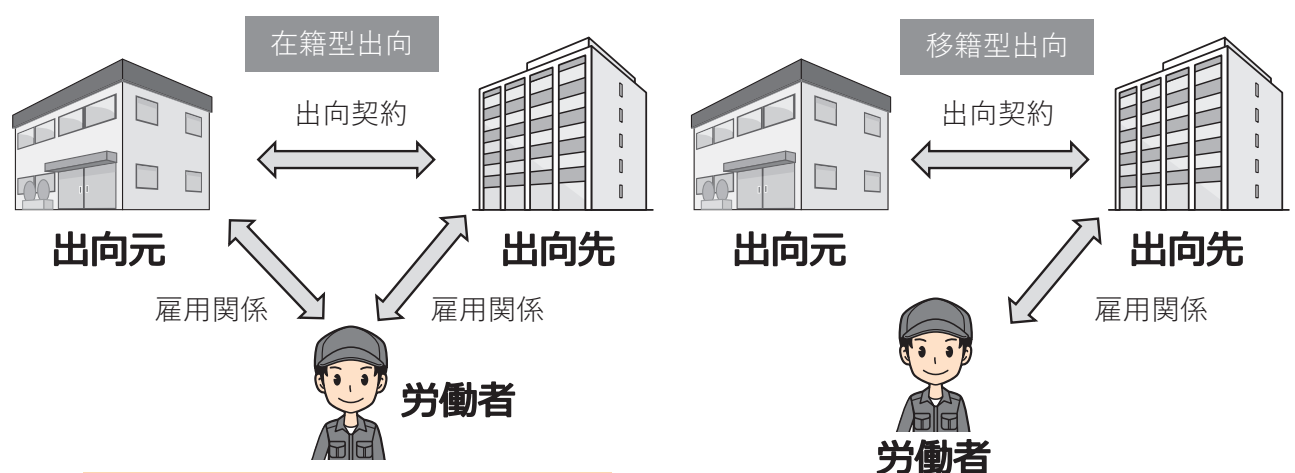 在籍型出向
出向契約
出向元
出向先
雇用関係
雇用関係
労働者
移籍型出向
出向契約
出向元
出向先
雇用関係
労働者